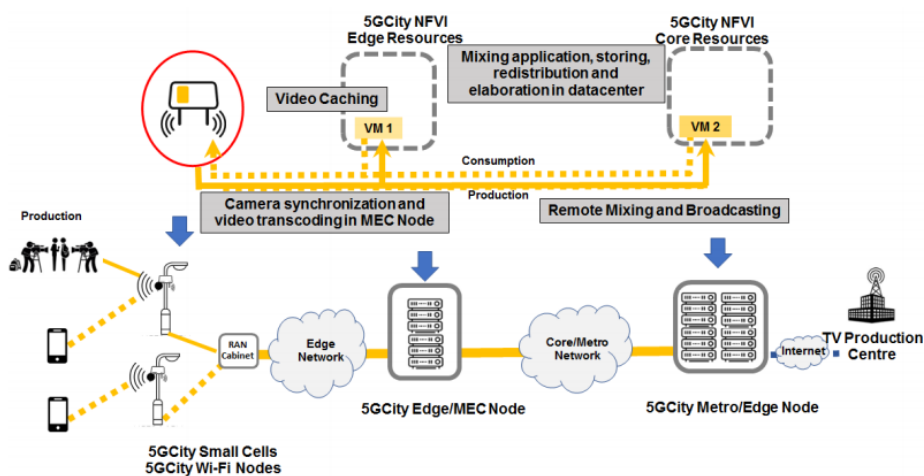 5GCity NFVI
Edge Resources
5GCity NFVI
Core Resources
Mixing application, storing,
redistribution and
elaboration in datacenter
Video Caching
VM 1
VM 2
Consumption
Production
Camera synchronization and
video transcoding in MEC Node
Remote Mixing and Broadcasting
Production
RAN
Cabinet
Edge
Network
Core/Metro
Network
Internet
TV Production
Centre
5GCity Edge/MEC Node
5GCity Metro/Edge Node
5GCity Small Cells
5GCity Wi-Fi Nodes